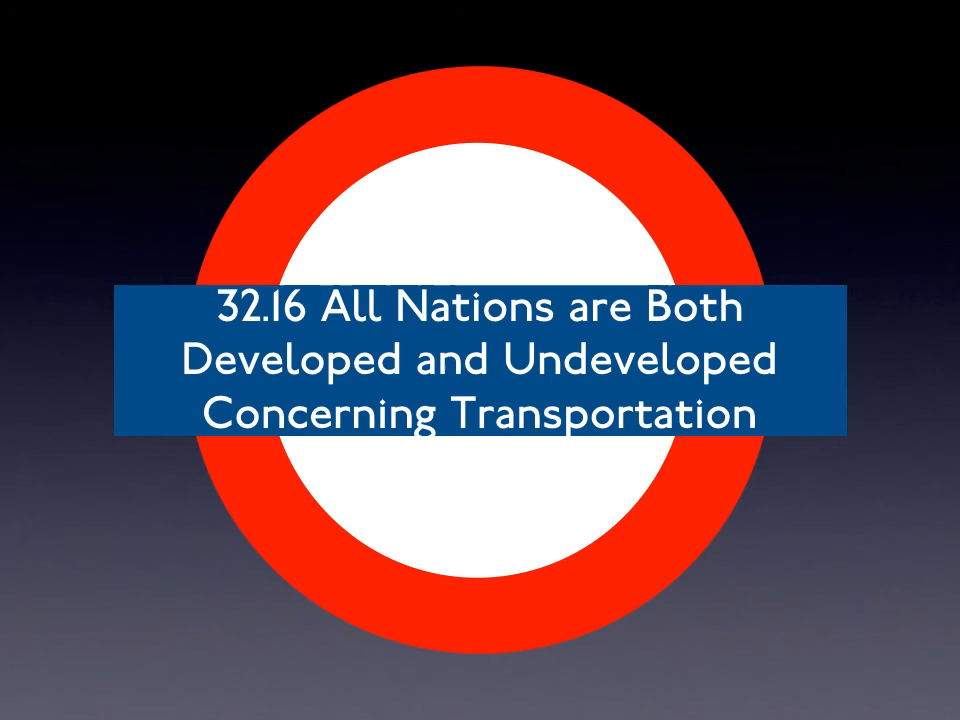 32.16 All Nations are Both
Developed and Undeveloped
Concerning Transportation